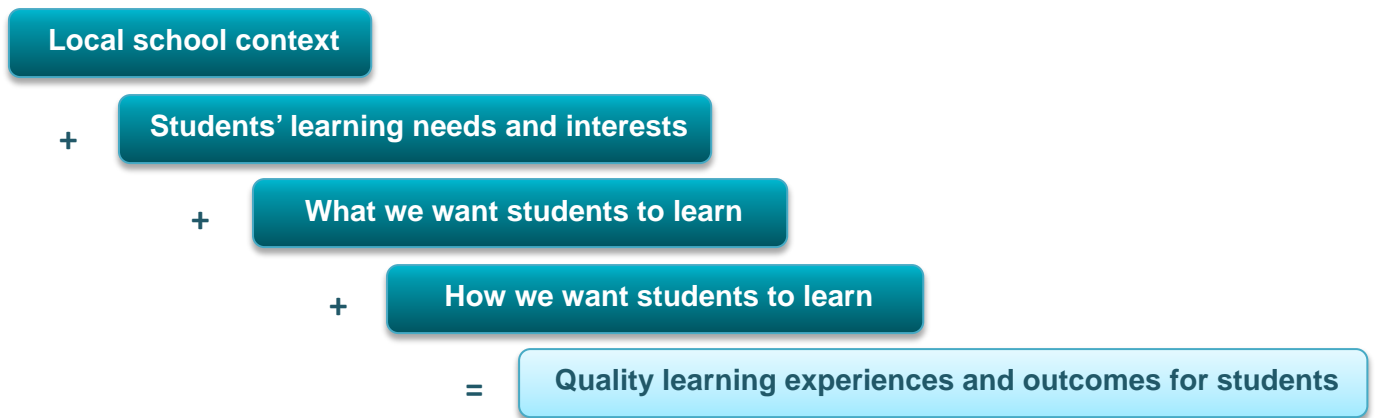 Local school context
+ Students’ learning needs and interests
+ What we want students to learn
+ How we want students to learn
= Quality learning experiences and outcomes for students